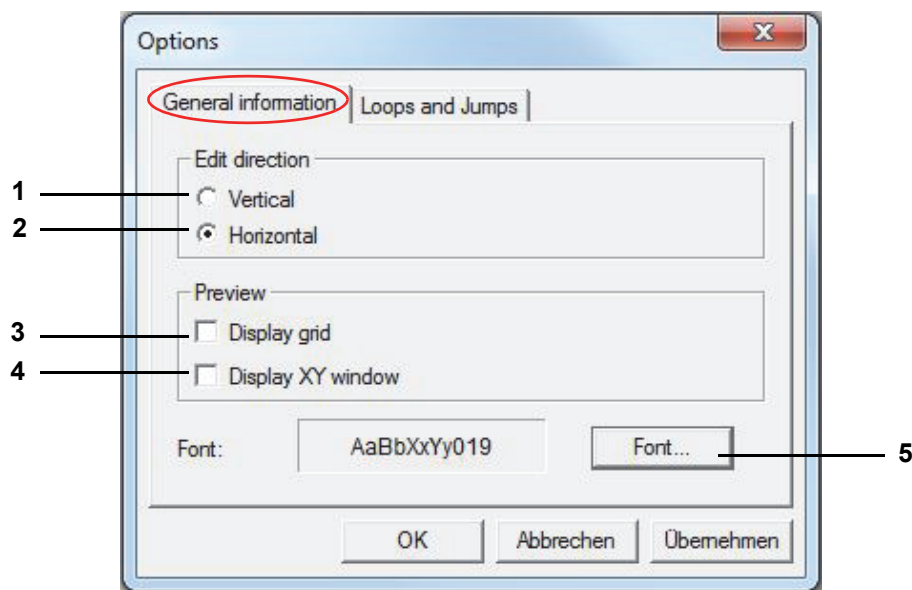 Options
General information
Loops and Jumps
Edit direction
1
Vertical
2
Horizontal
Preview
3
Display grid
4
Display XY window
Font:
AaBbXxYy019
Font...
5
OK
Abbrechen
Übernehmen